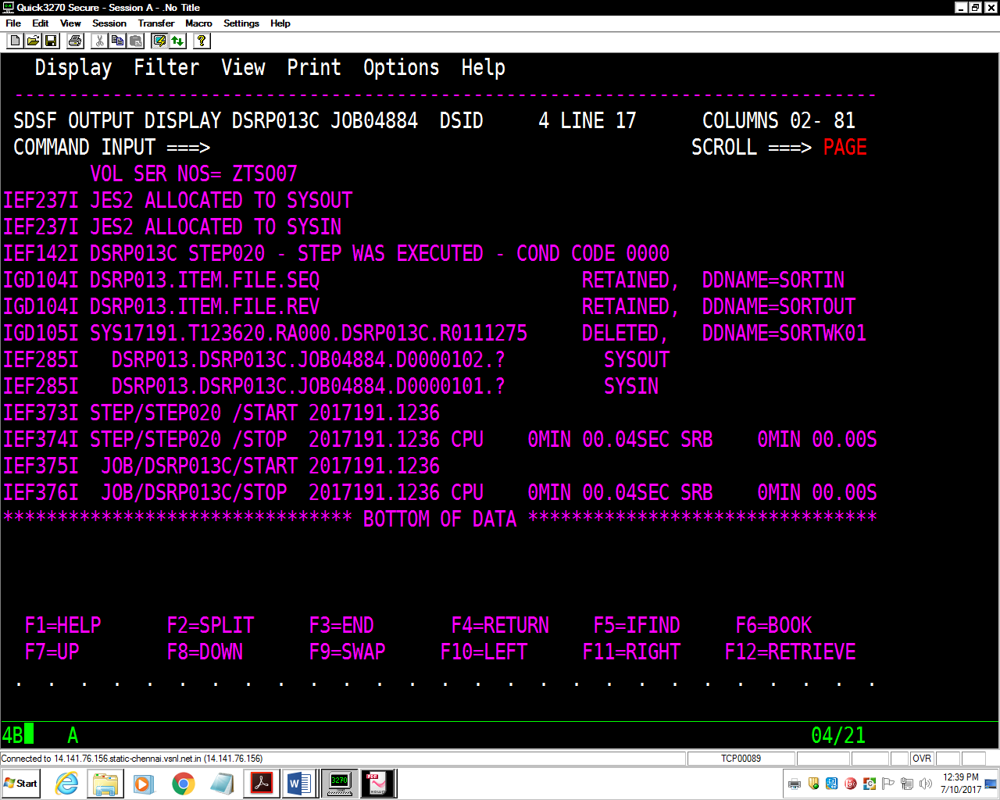 Quick3270 Secure - Session A - .No Title
File Edit View Session Transfer Macro Settings Help
Display Filter View Print Options Help
-------------------------------------------------------------------------------
SDSF OUTPUT DISPLAY DSRP013C JOB04884 DSID 4 LINE 17 COLUMNS 02- 81
COMMAND INPUT ===> SCROLL ===> PAGE
VOL SER NOS= ZTSO07
IEF237I JES2 ALLOCATED TO SYSOUT
IEF237I JES2 ALLOCATED TO SYSIN
IEF142I DSRP013C STEP020 - STEP WAS EXECUTED - COND CODE 0000
IGD104I DSRP013.ITEM.FILE.SEQ RETAINED, DDNAME=SORTIN
IGD104I DSRP013.ITEM.FILE.REV RETAINED, DDNAME=SORTOUT
IGD105I SYS17191.T123620.RA000.DSRP013C.R0111275 DELETED, DDNAME=SORTWK01
IEF285I DSRP013.DSRP013C.JOB04884.D0000102.? SYSOUT
IEF285I DSRP013.DSRP013C.JOB04884.D0000101.? SYSIN
IEF373I STEP/STEP020 /START 2017191.1236
IEF374I STEP/STEP020 /STOP 2017191.1236 CPU 0MIN 00.04SEC SRB 0MIN 00.00S
IEF375I JOB/DSRP013C/START 2017191.1236
IEF376I JOB/DSRP013C/STOP 2017191.1236 CPU 0MIN 00.04SEC SRB 0MIN 00.00S
******************************** BOTTOM OF DATA ********************************
F1=HELP F2=SPLIT F3=END F4=RETURN F5=IFIND F6=BOOK
F7=UP F8=DOWN F9=SWAP F10=LEFT F11=RIGHT F12=RETRIEVE
. . . . . . . . . . . . . . . . . . . . . . . . . . .
4B A 04/21
Connected to 14.141.76.156.static-chennai.vsnl.net.in (14.141.76.156) TCP00089 OVR
Start 3270 PDF 12:39 PM
7/10/2017